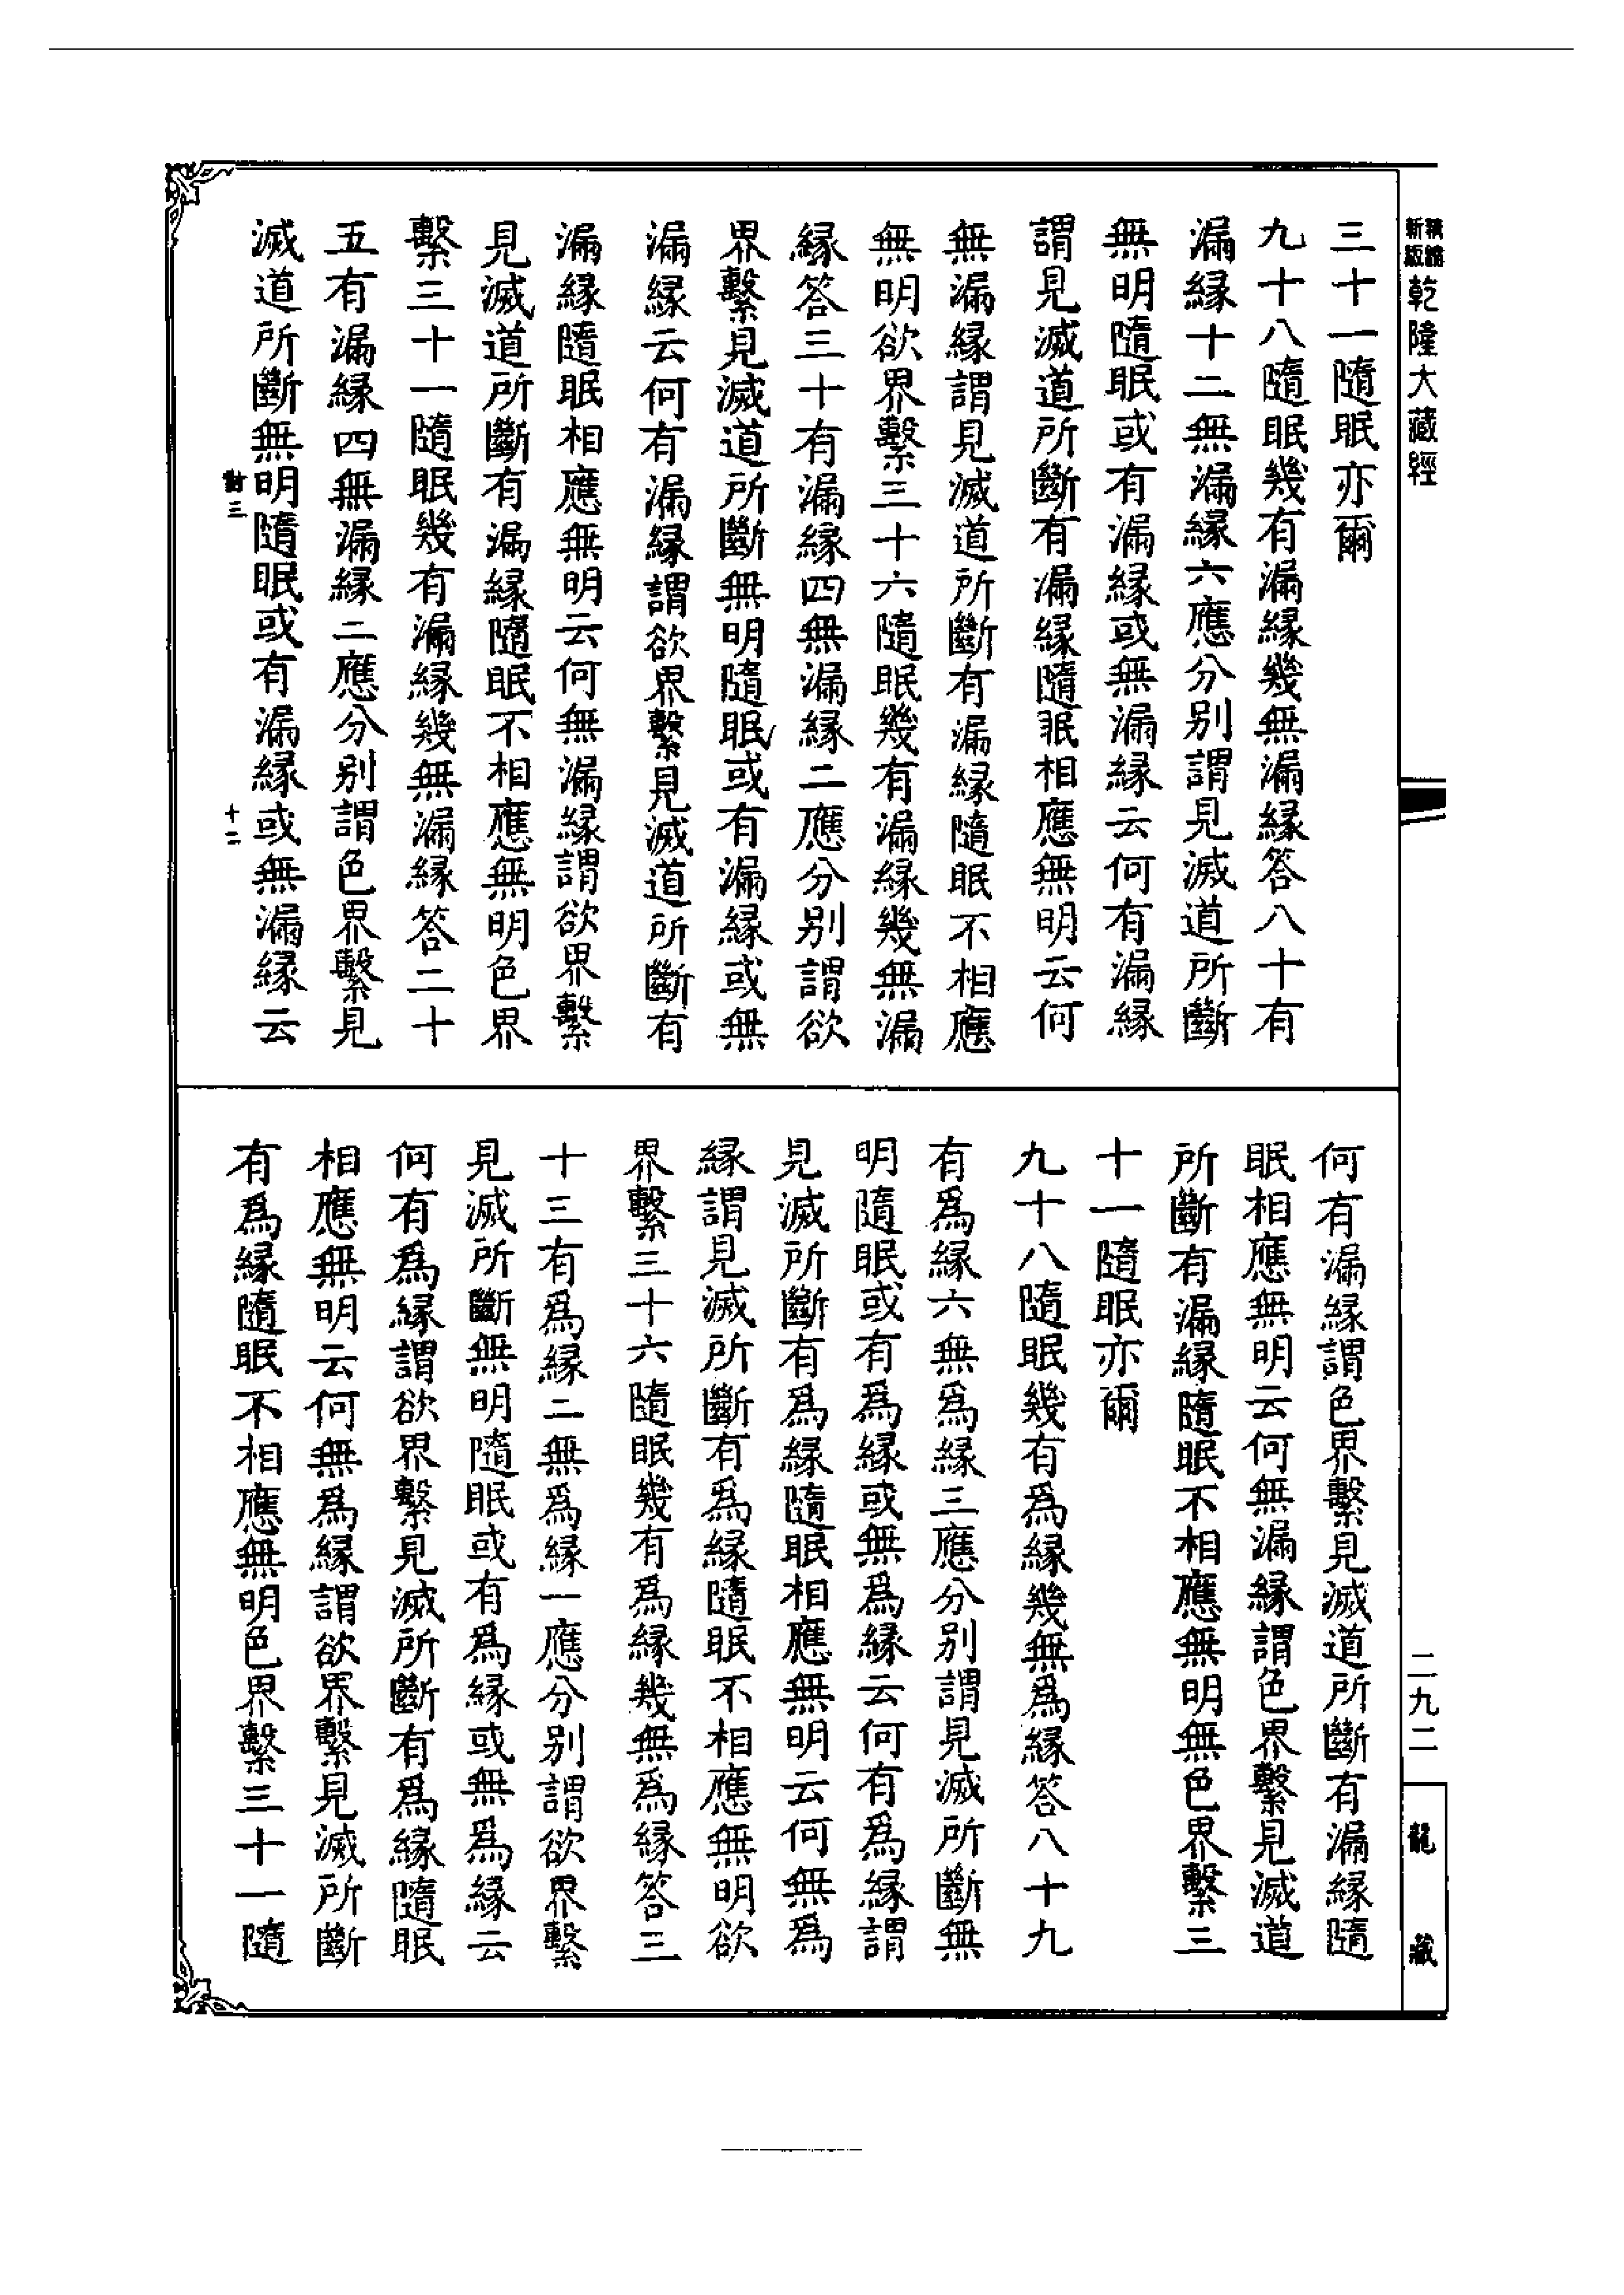 新版 精縮 乾隆大藏經
三十一隨眠亦爾
九十八隨眠幾有漏緣幾無漏緣答八十有
漏緣十二無漏緣六應分别謂見滅道所斷
無明隨眠或有漏緣或無漏緣云何有漏緣
謂見滅道所斷有漏緣隨眠相應無明云何
無漏緣謂見滅道所斷有漏緣隨眠不相應
無明欲界繫三十六隨眠幾有漏緣幾無漏
緣答三十有漏緣四無漏緣二應分别謂欲
界繫見滅道所斷無明隨眠或有漏緣或無
漏緣云何有漏緣謂欲界繫見滅道所斷有
漏緣隨眠相應無明云何無漏緣謂欲界繫
見滅道所斷有漏緣隨眠不相應無明色界
繫三十一隨眠幾有漏緣幾無漏緣答二十
五有漏緣四無漏緣二應分别謂色界繫見
滅道所斷無明隨眠或有漏緣或無漏緣云
三 十二
何有漏緣謂色界繫見滅道所斷有漏緣隨
眠相應無明云何無漏緣謂色界繫見滅道
所斷有漏緣隨眠不相應無明無色界繫三
十一隨眠亦爾
九十八隨眠幾有爲緣幾無爲緣答八十九
有爲緣六無爲緣三應分别謂見滅所斷無
明隨眠或有爲緣或無爲緣云何有爲緣謂
見滅所斷有爲緣隨眠相應無明云何無爲
緣謂見滅所斷有爲緣隨眠不相應無明欲
界繫三十六隨眠幾有爲緣幾無爲緣答三
十三有爲緣二無爲緣一應分别謂欲界繫
見滅所斷無明隨眠或有爲緣或無爲緣云
何有爲緣謂欲界繫見滅所斷有爲緣隨眠
相應無明云何無爲緣謂欲界繫見滅所斷
有爲緣隨眠不相應無明色界繫三十一隨
二九二
龍藏